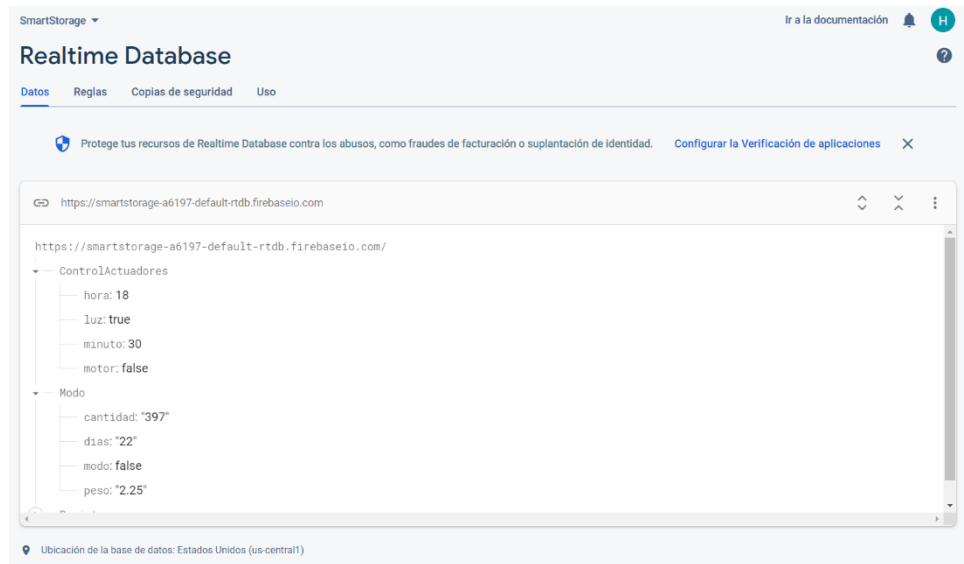 SmartStorage
Ir a la documentación
H
Realtime Database
Datos Reglas Copias de seguridad Uso
Protege tus recursos de Realtime Database contra los abusos, como fraudes de facturación o suplantación de identidad. Configurar la Verificación de aplicaciones
https://smartstorage-a6197-default-rtdb.firebaseio.com
https://smartstorage-a6197-default-rtdb.firebaseio.com/
ControlActuadores
hora: 18
luz: true
minuto: 30
motor: false
Modo
cantidad: "397"
dias: "22"
modo: false
peso: "2.25"
Ubicación de la base de datos: Estados Unidos (us-central1)